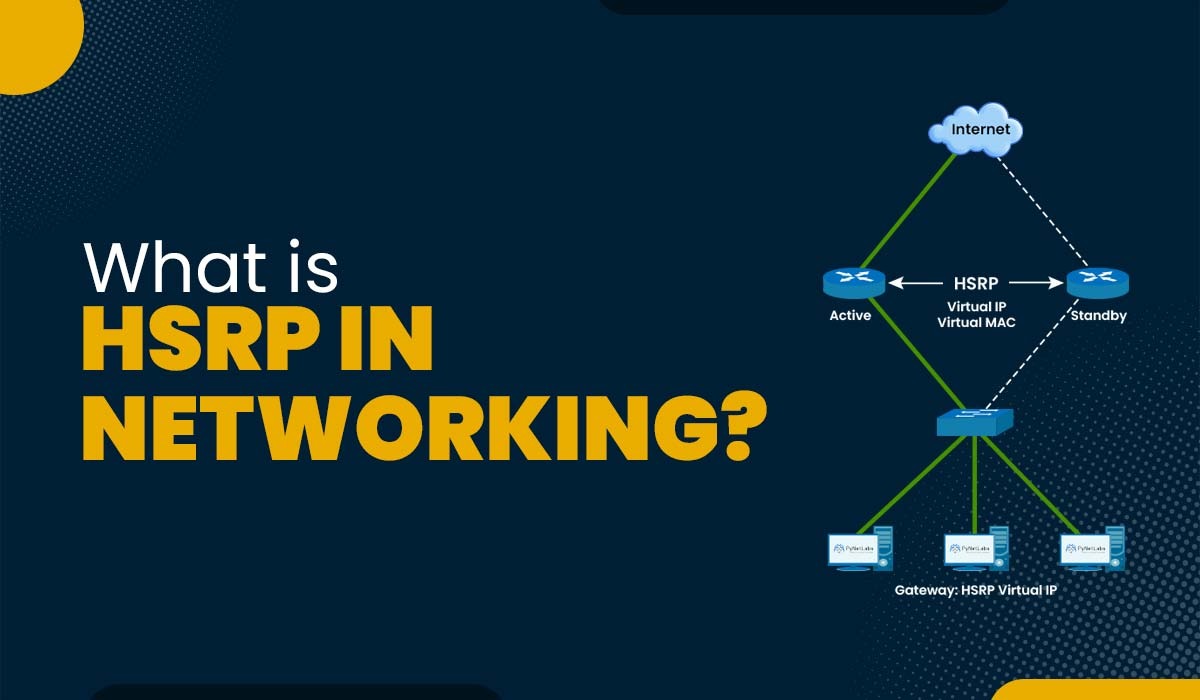 What is
HSRP IN
NETWORKING?
Internet
HSRP
Virtual IP
Virtual MAC
Active
Standby
PyNetLabs
PyNetLabs
PyNetLabs
Gateway: HSRP Virtual IP